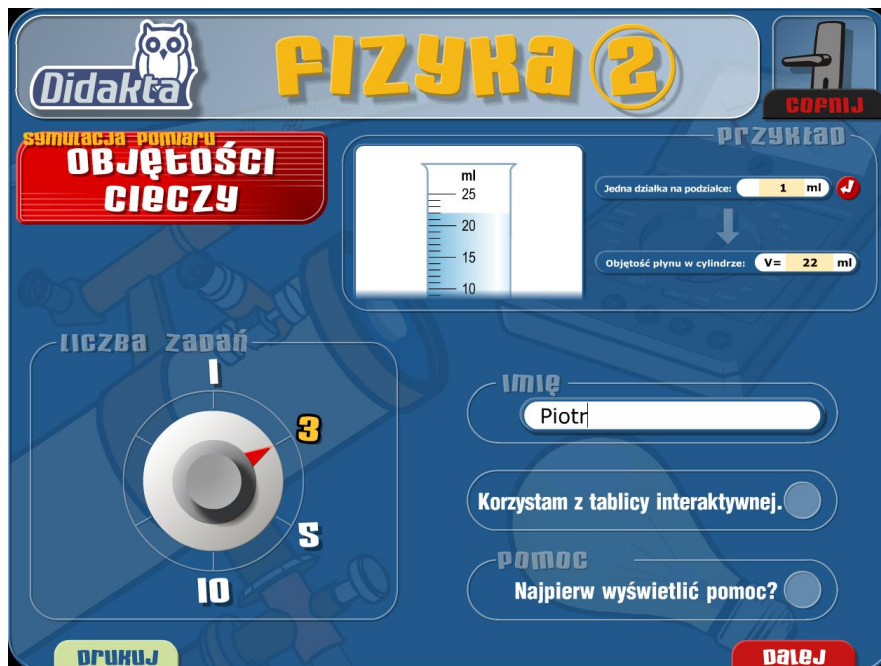 Didakta
FIZYKA 2
COFNIJ
SYMULACJA POMIARU
OBJĘTOŚCI
CIECZY
PRZYKŁAD
ml
25
20
15
10
Jedna działka na podziałce: 1 ml
Objętość płynu w cylindrze: V= 22 ml
LICZBA ZADAŃ
1
3
5
10
IMIĘ
Piotr
Korzystam z tablicy interaktywnej.
POMOC
Najpierw wyświetlić pomoc?
DRUKUJ
DALEJ